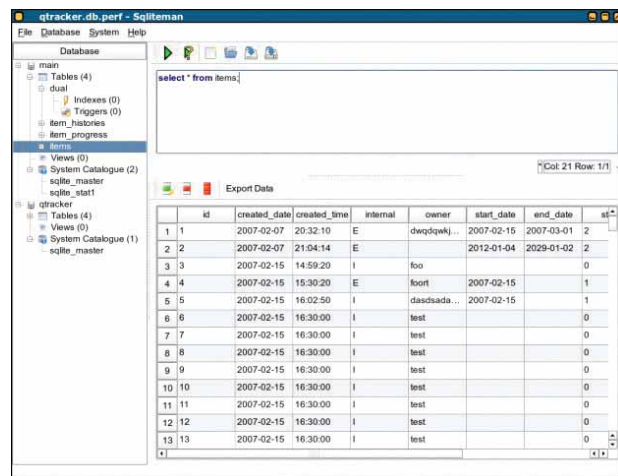 qtracker.db.perf - Sqliteman
File Database System Help
Database
main
Tables (4)
dual
Indexes (0)
Triggers (0)
item_histories
item_progress
items
Views (0)
System Catalogue (2)
sqlite_master
sqlite_stat1
qtracker
Tables (4)
Views (0)
System Catalogue (1)
sqlite_master
select * from items;
Col: 21 Row: 1/1
Export Data
id created_date created_time internal owner start_date end_date
1 1 2007-02-07 20:32:10 E dwqdqwkj... 2007-02-15 2007-03-01 2
2 2 2007-02-07 21:04:14 E 2012-01-04 2029-01-02 2
3 3 2007-02-15 14:59:20 I foo 0
4 4 2007-02-15 15:30:20 E foort 2007-02-15 1
5 5 2007-02-15 16:02:50 I dasdsada... 2007-02-15 1
6 6 2007-02-15 16:30:00 I test 0
7 7 2007-02-15 16:30:00 I test 0
8 8 2007-02-15 16:30:00 I test 0
9 9 2007-02-15 16:30:00 I test 0
10 10 2007-02-15 16:30:00 I test 0
11 11 2007-02-15 16:30:00 I test 0
12 12 2007-02-15 16:30:00 I test 0
13 13 2007-02-15 16:30:00 I test 0